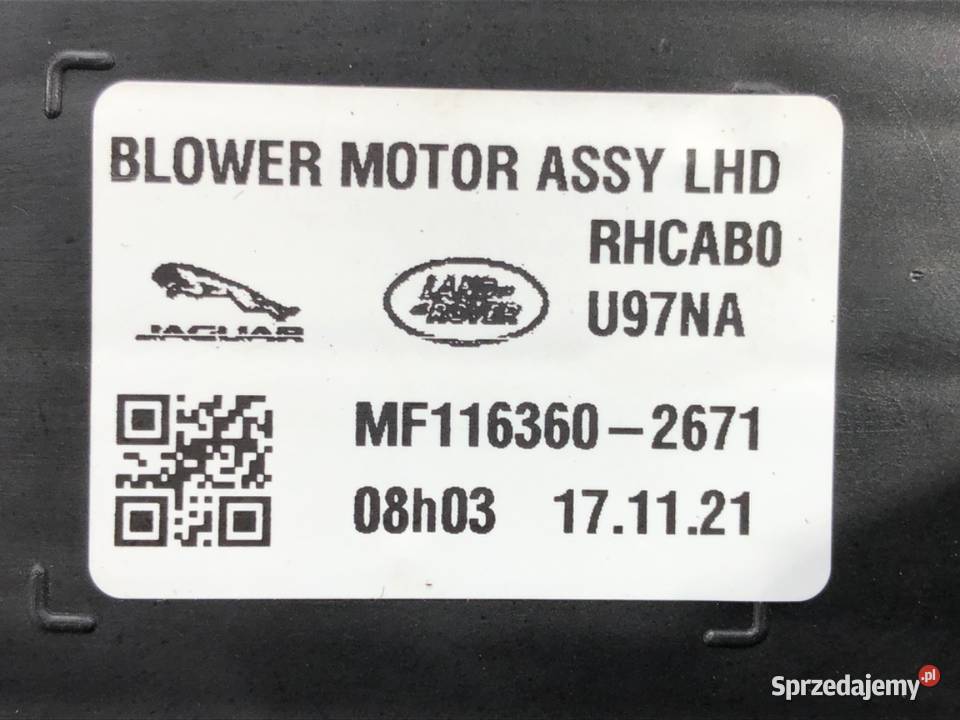 BLOWER MOTOR ASSY LHD
RHCAB0
JAGUAR
LAND
ROVER
U97NA
MF116360-2671
08h03 17.11.21
Sprzedajemy.pl